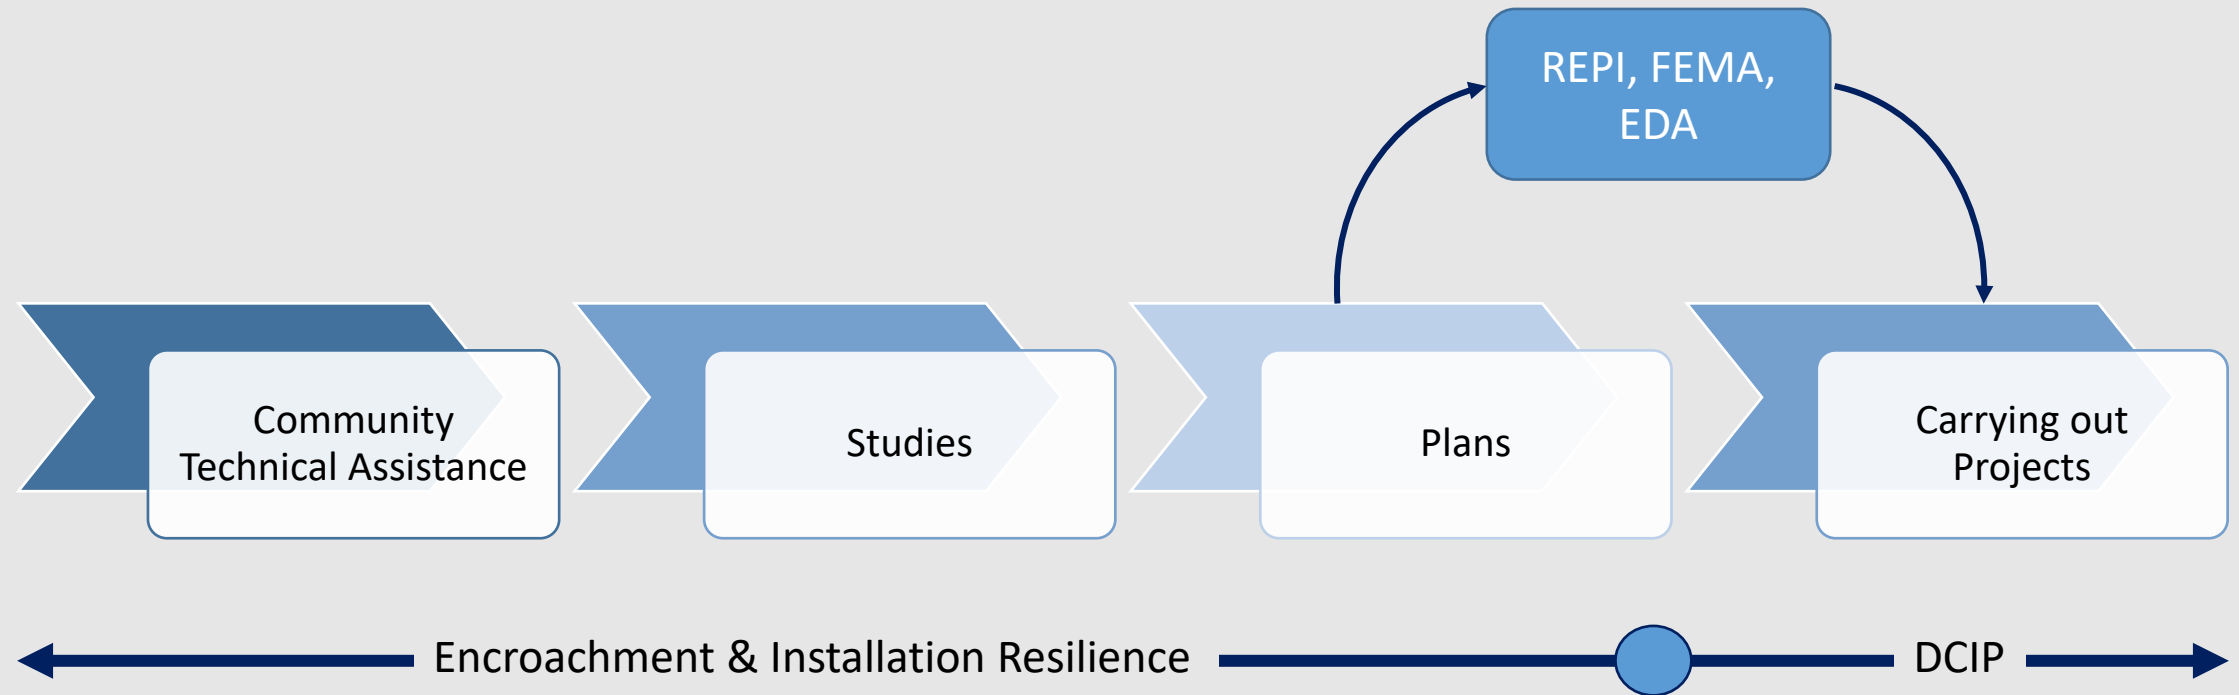 REPI, FEMA,
EDA
Community
Technical Assistance
Studies
Plans
Carrying out
Projects
Encroachment & Installation Resilience
DCIP